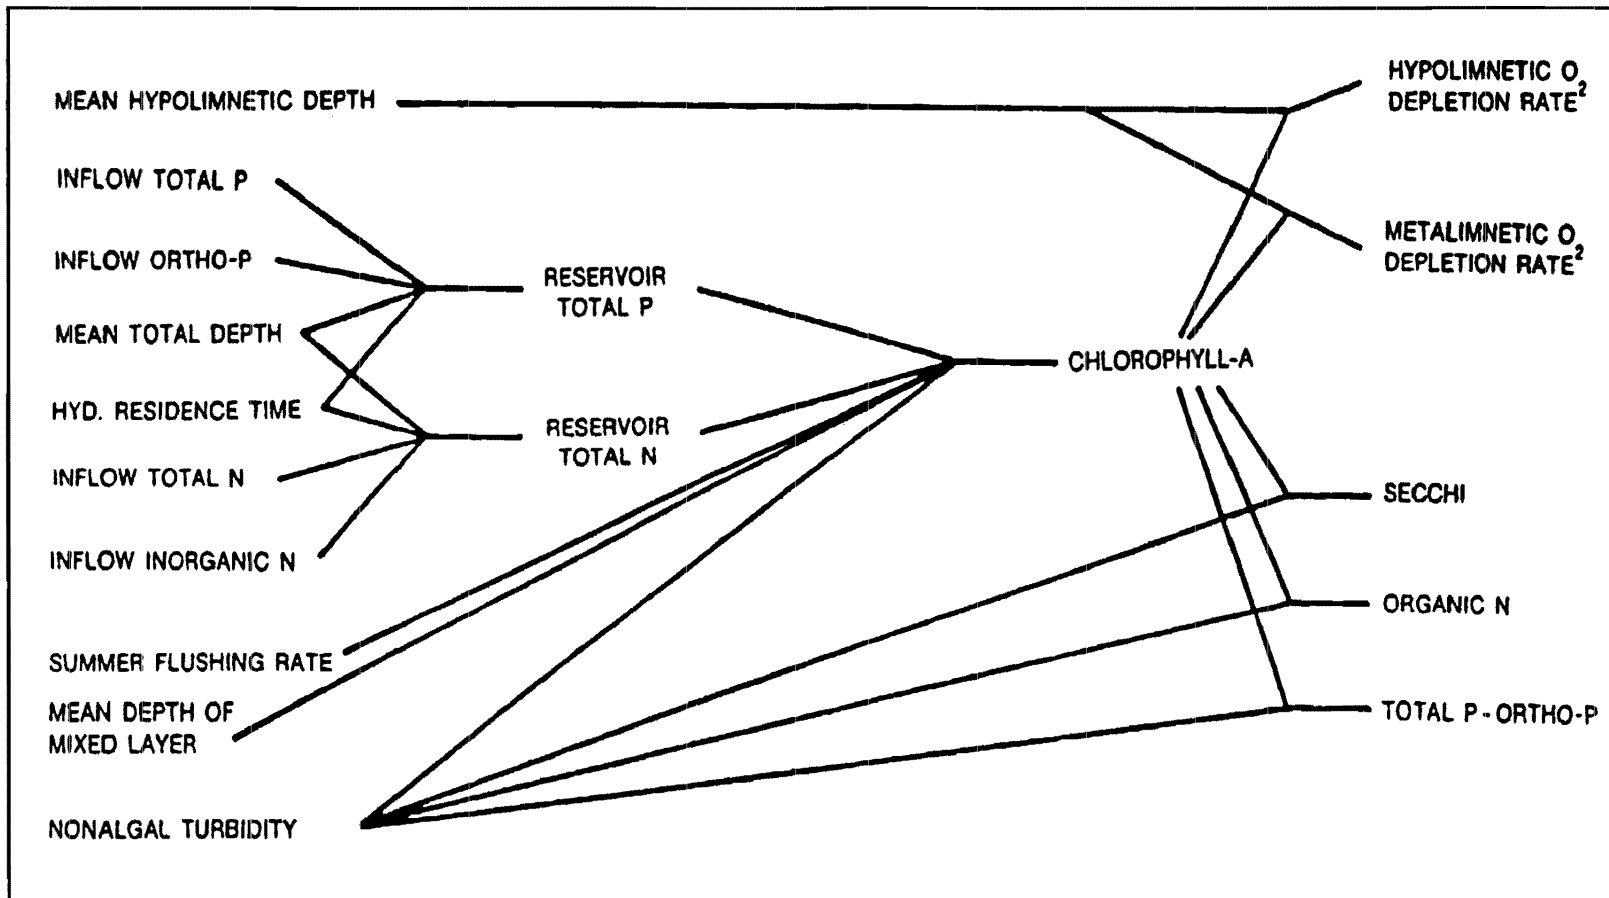 MEAN HYPOLIMNETIC DEPTH
INFLOW TOTAL P
INFLOW ORTHO-P
MEAN TOTAL DEPTH
HYD. RESIDENCE TIME
INFLOW TOTAL N
INFLOW INORGANIC N
SUMMER FLUSHING RATE
MEAN DEPTH OF
MIXED LAYER
NONALGAL TURBIDITY
RESERVOIR
TOTAL P
RESERVOIR
TOTAL N
CHLOROPHYLL-A
HYPOLIMNETIC O₂
DEPLETION RATE
METALIMNETIC O₂
DEPLETION RATE
SECCHI
ORGANIC N
TOTAL P - ORTHO-P